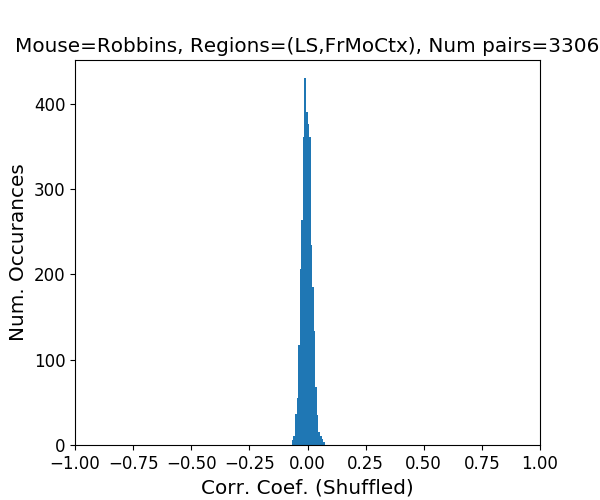 Mouse=Robbins, Regions=(LS,FrMoCtx), Num pairs=3306
Num. Occurances
400
300
200
100
0
−1.00 −0.75 −0.50 −0.25 0.00 0.25 0.50 0.75 1.00
Corr. Coef. (Shuffled)